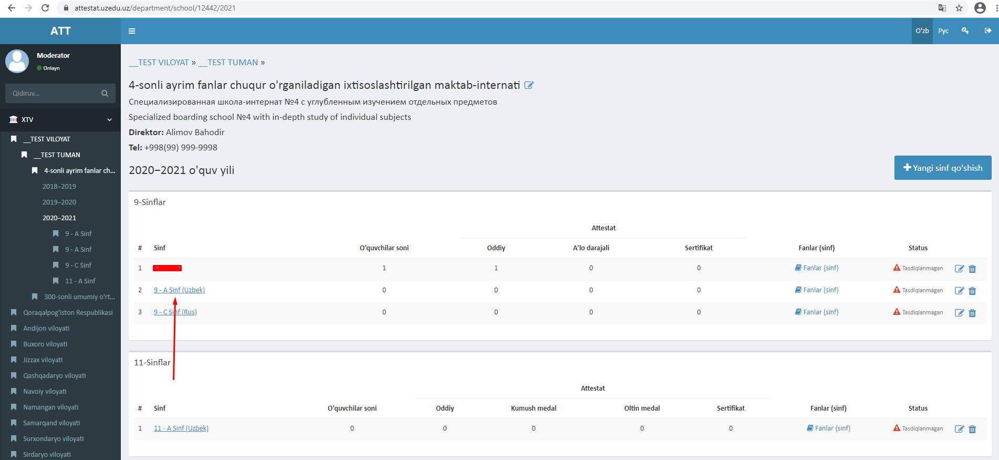 attestat.uzedu.uz/department/school/12442/2021
ATT
O'zb Рус
Moderator
Onlayn
Qidiruv...
XTV
__TEST VILOYAT
__TEST TUMAN
4-sonli ayrim fanlar ch...
2018–2019
2019–2020
2020–2021
9 - A Sinf
9 - A Sinf
9 - C Sinf
11 - A Sinf
300-sonli umumiy o'rt...
Qoraqalpog'iston Respublikasi
Andijon viloyati
Buxoro viloyati
Jizzax viloyati
Qashqadaryo viloyati
Navoiy viloyati
Namangan viloyati
Samarqand viloyati
Surxondaryo viloyati
Sirdaryo viloyati
__TEST VILOYAT » __TEST TUMAN »
4-sonli ayrim fanlar chuqur o'rganiladigan ixtisoslashtirilgan maktab-internati
Специализированная школа-интернат №4 с углубленным изучением отдельных предметов
Specialized boarding school №4 with in-depth study of individual subjects
Direktor: Alimov Bahodir
Tel: +998(99) 999-9998
2020–2021 o'quv yili
Yangi sinf qo'shish
9-Sinflar
Attestat
# Sinf O'quvchilar soni Oddiy A'lo darajali Sertifikat Fanlar (sinf) Status
1 1 1 0 0 Fanlar (sinf) Tasdiqlanmagan
2 9 - A Sinf (Uzbek) 0 0 0 0 Fanlar (sinf) Tasdiqlanmagan
3 9 - C Sinf (Rus) 0 0 0 0 Fanlar (sinf) Tasdiqlanmagan
11-Sinflar
Attestat
# Sinf O'quvchilar soni Oddiy Kumush medal Oltin medal Sertifikat Fanlar (sinf) Status
1 11 - A Sinf (Uzbek) 0 0 0 0 0 Fanlar (sinf) Tasdiqlanmagan